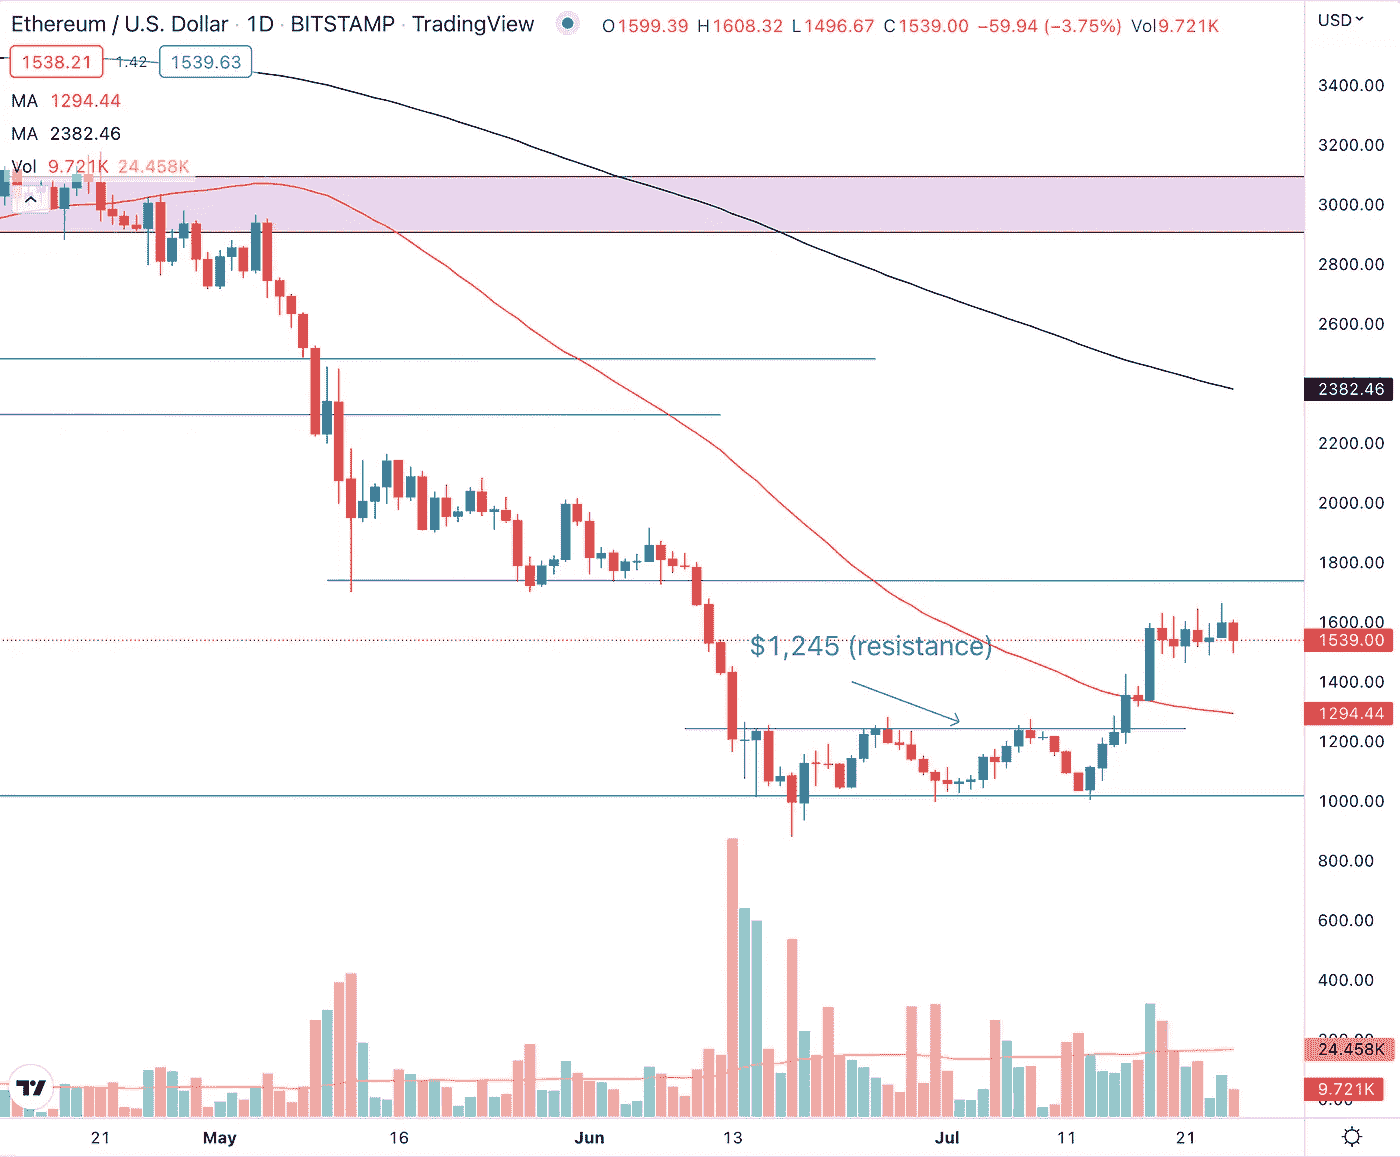 Ethereum / U.S. Dollar · 1D · BITSTAMP · TradingView O1599.39 H1608.32 L1496.67 C1539.00 −59.94 (−3.75%) Vol9.721K
USD
1538.21 1.42 1539.63
MA 1294.44
MA 2382.46
Vol 9.721K 24.458K
3400.00
3200.00
3000.00
2800.00
2600.00
2382.46
2200.00
2000.00
1800.00
1600.00
1539.00
$1,245 (resistance)
1400.00
1294.44
1200.00
1000.00
800.00
600.00
400.00
24.458K
9.721K
21 May 16 Jun 13 Jul 11 21